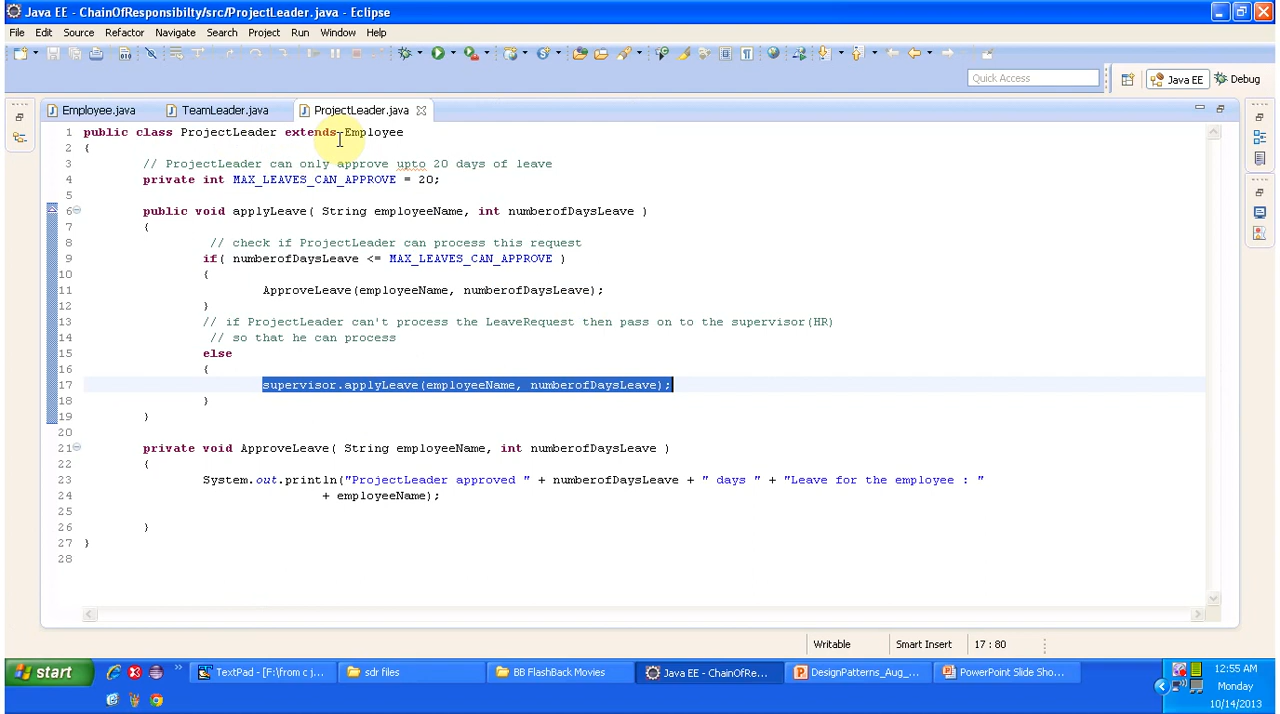 Java EE - ChainOfResponsibilty/src/ProjectLeader.java - Eclipse
File Edit Source Refactor Navigate Search Project Run Window Help
Quick Access Java EE Debug
Employee.java TeamLeader.java ProjectLeader.java
1 public class ProjectLeader extends Employee
2 {
3 // ProjectLeader can only approve upto 20 days of leave
4 private int MAX_LEAVES_CAN_APPROVE = 20;
5
6 public void applyLeave( String employeeName, int numberofDaysLeave )
7 {
8 // check if ProjectLeader can process this request
9 if( numberofDaysLeave <= MAX_LEAVES_CAN_APPROVE )
10 {
11 ApproveLeave(employeeName, numberofDaysLeave);
12 }
13 // if ProjectLeader can't process the LeaveRequest then pass on to the supervisor(HR)
14 // so that he can process
15 else
16 {
17 supervisor.applyLeave(employeeName, numberofDaysLeave);
18 }
19 }
20
21 private void ApproveLeave( String employeeName, int numberofDaysLeave )
22 {
23 System.out.println("ProjectLeader approved " + numberofDaysLeave + " days " + "Leave for the employee : "
24 + employeeName);
25
26 }
27 }
28
Writable Smart Insert 17 : 80
start TextPad - [F:\from c r... sdr files BB FlashBack Movies Java EE - ChainOfRe... DesignPatterns_Aug_... PowerPoint Slide Sho... 12:55 AM
Monday
10/14/2013